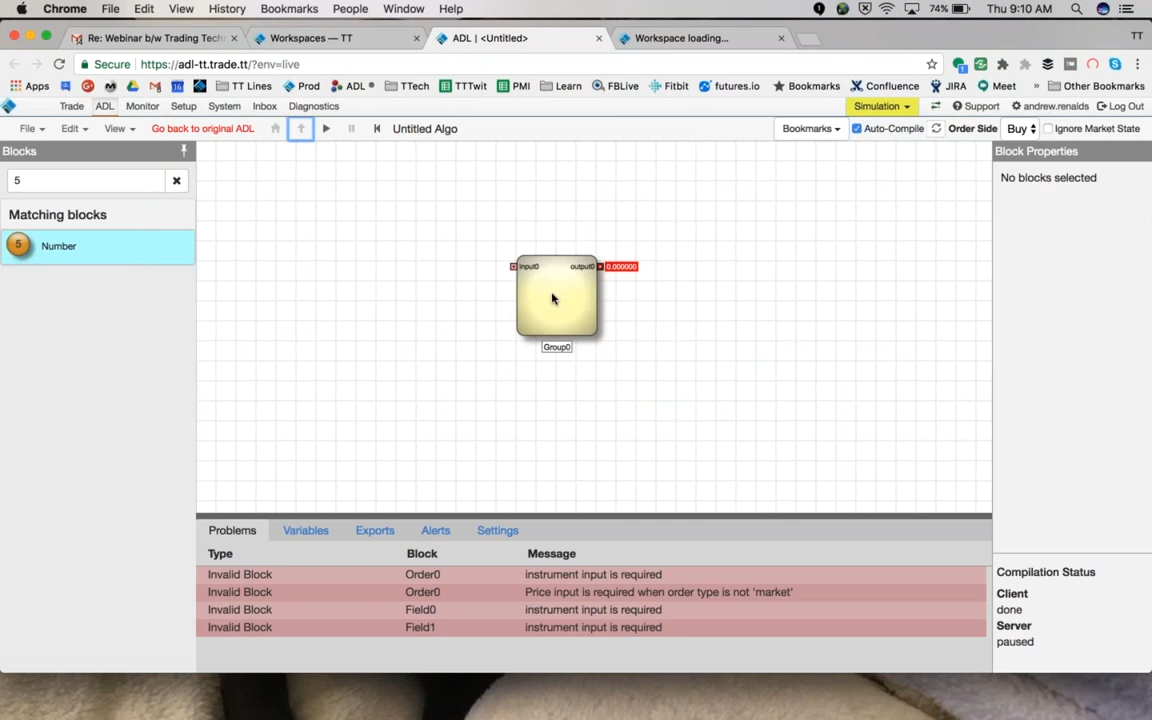 Chrome File Edit View History Bookmarks People Window Help 74% Thu 9:10 AM
Re: Webinar b/w Trading Techn × Workspaces — TT × ADL | <Untitled> × Workspace loading... × TT
Secure https://adl-tt.trade.tt/?env=live
Apps 16 TT Lines Prod ADL TTech TTTwit PMI Learn FBLive Fitbit futures.io Bookmarks Confluence JIRA Meet » Other Bookmarks
Trade ADL Monitor Setup System Inbox Diagnostics Simulation Support andrew.renalds Log Out
File Edit View Go back to original ADL Untitled Algo Bookmarks Auto-Compile Order Side Buy Ignore Market State
Blocks Block Properties
5 No blocks selected
Matching blocks
5 Number
input0 output0 0.000000
Group0
Problems Variables Exports Alerts Settings
Type Block Message
Invalid Block Order0 instrument input is required
Invalid Block Order0 Price input is required when order type is not 'market'
Invalid Block Field0 instrument input is required
Invalid Block Field1 instrument input is required
Compilation Status
Client
done
Server
paused